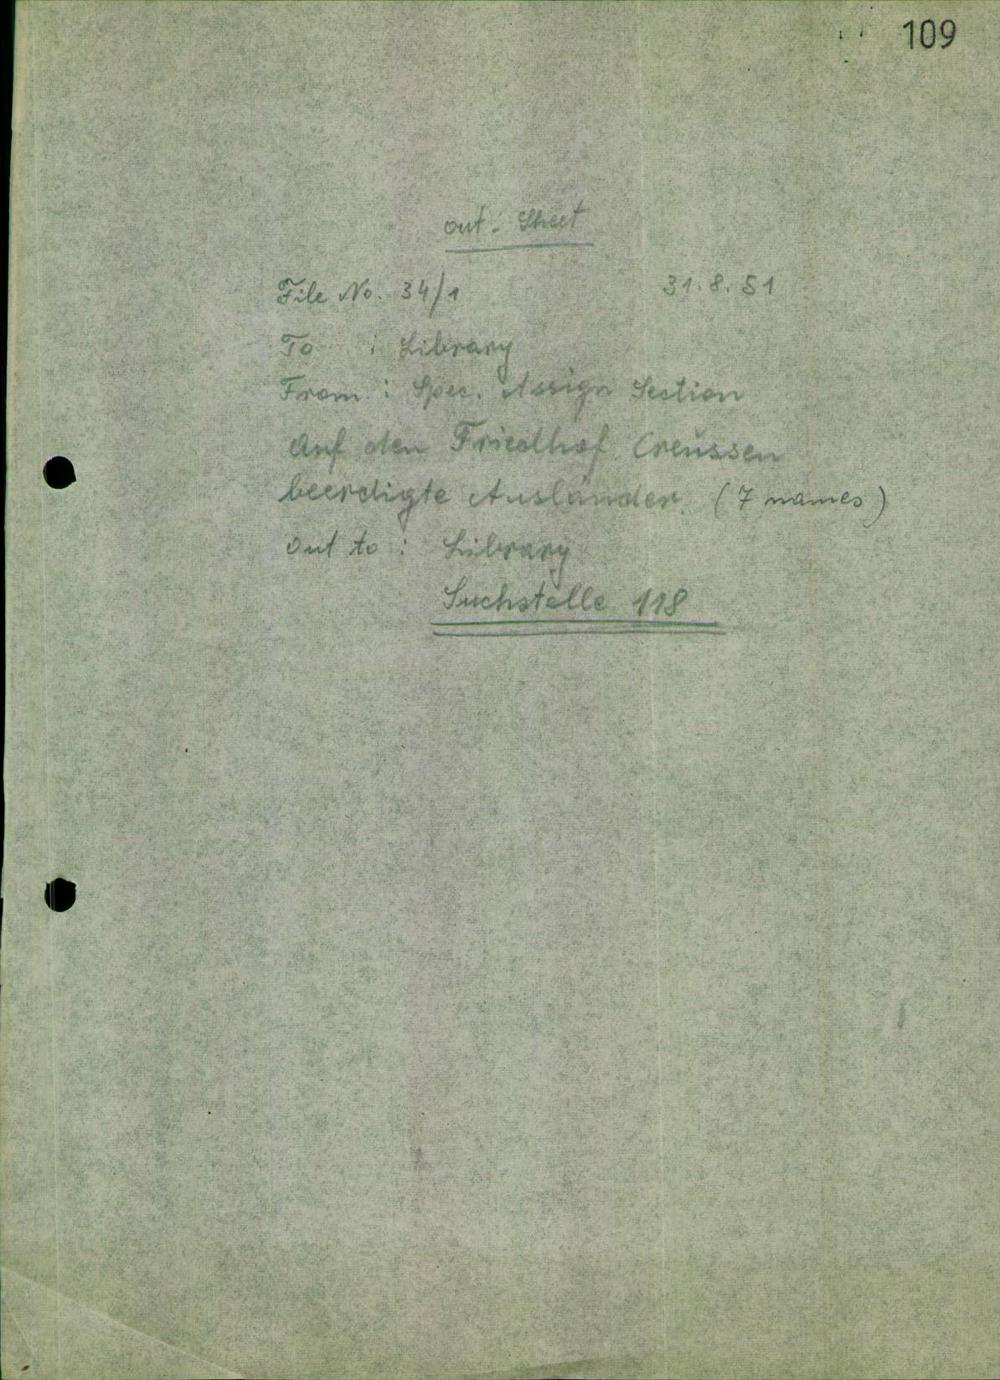 109
out: Sheet
File No. 34/1 31.8.51
To : Library
From : Spec. Assign Section
Auf den Friedhof Creussen
beerdigte Ausländer. (7 names)
out to : Library
Suchstelle 118